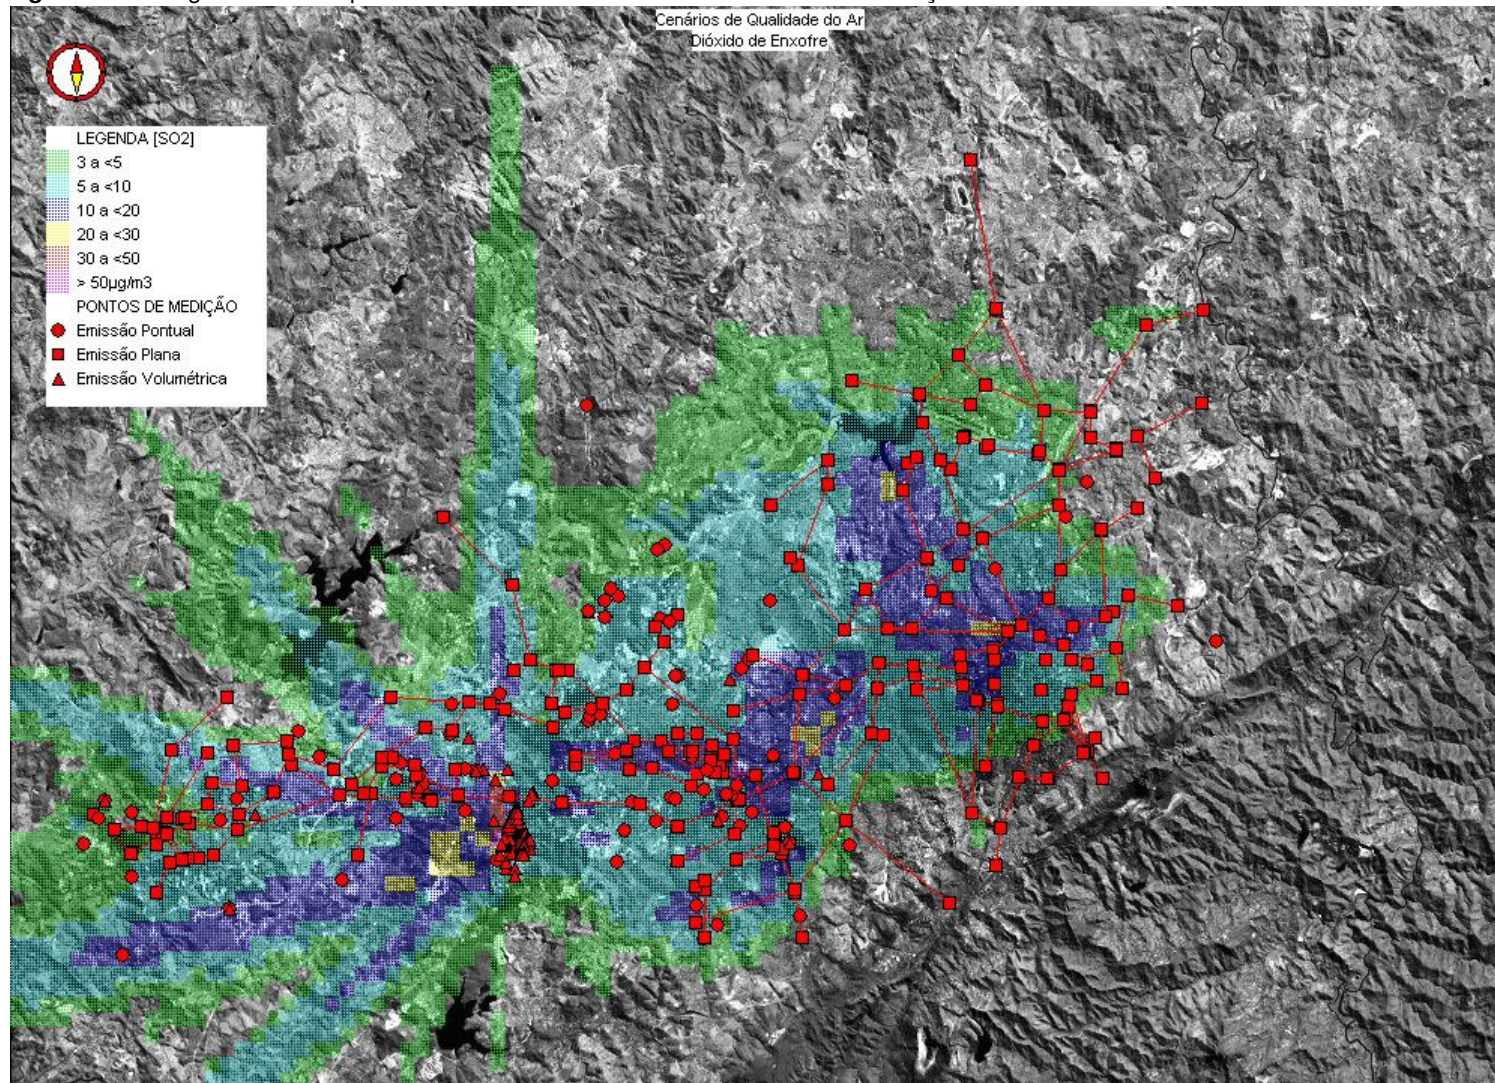 Cenários de Qualidade do Ar
Dióxido de Enxofre
LEGENDA [SO2]
3 a <5
5 a <10
10 a <20
20 a <30
30 a <50
> 50µg/m3
PONTOS DE MEDIÇÃO
Emissão Pontual
Emissão Plana
Emissão Volumétrica